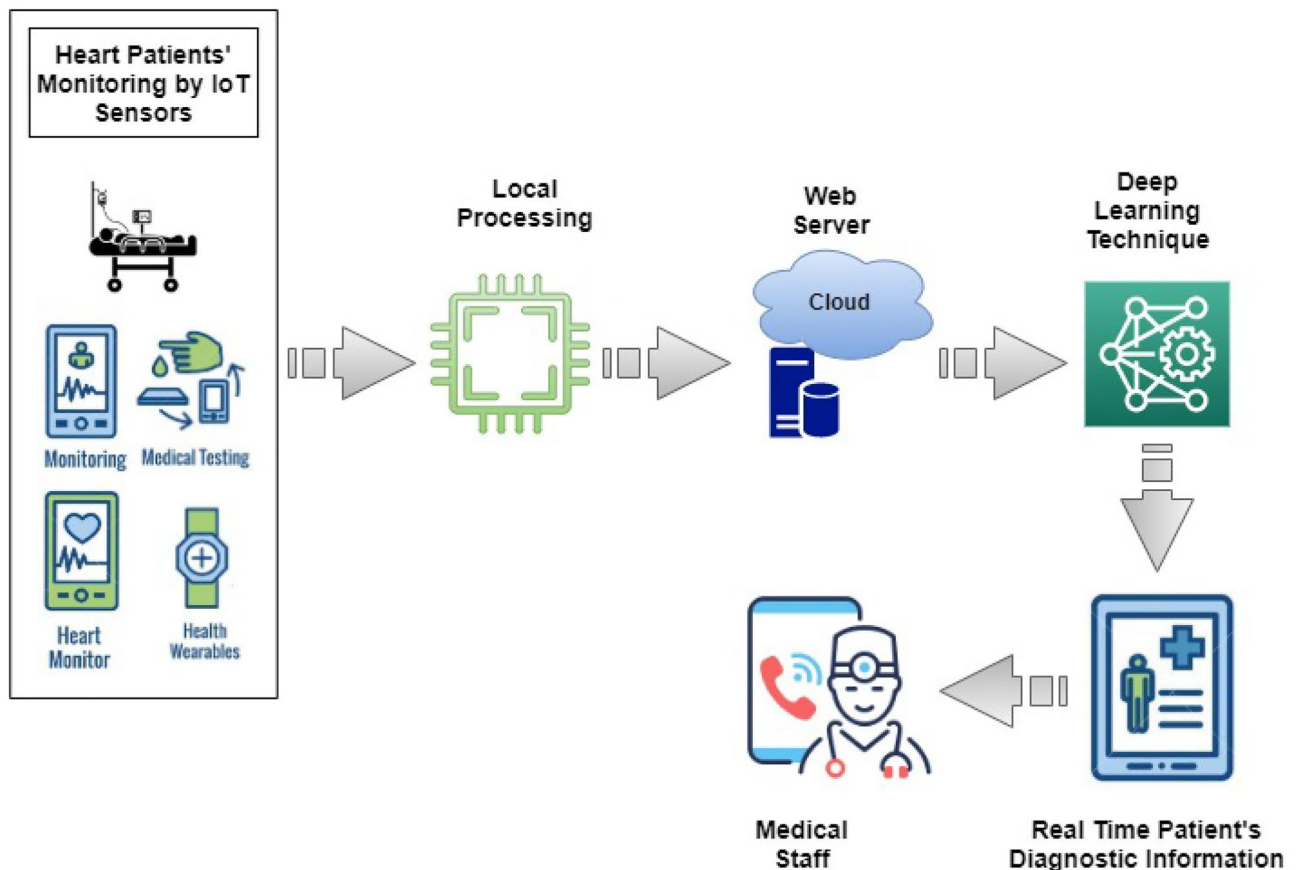 Heart Patients'
Monitoring by IoT
Sensors
Monitoring
Medical Testing
Heart
Monitor
Health
Wearables
Local
Processing
Web
Server
Cloud
Deep
Learning
Technique
Real Time Patient's
Diagnostic Information
Medical
Staff